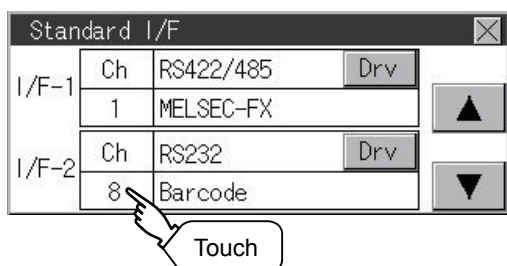 Standard I/F
I/F-1 Ch RS422/485 Drv
1 MELSEC-FX
I/F-2 Ch RS232 Drv
8 Barcode
Touch